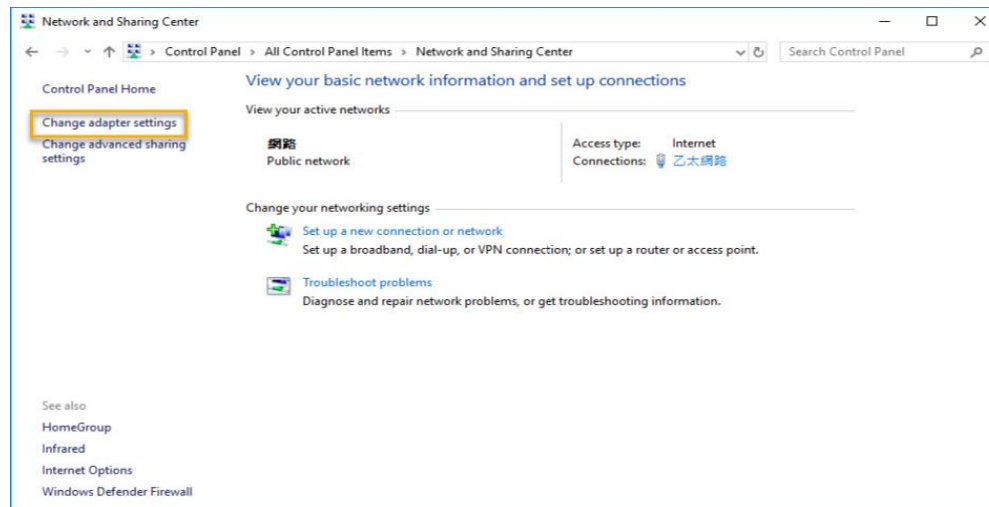 Network and Sharing Center
Control Panel > All Control Panel Items > Network and Sharing Center
Search Control Panel
Control Panel Home
Change adapter settings
Change advanced sharing
settings
View your basic network information and set up connections
View your active networks
網路
Public network
Access type: Internet
Connections: 乙太網路
Change your networking settings
Set up a new connection or network
Set up a broadband, dial-up, or VPN connection; or set up a router or access point.
Troubleshoot problems
Diagnose and repair network problems, or get troubleshooting information.
See also
HomeGroup
Infrared
Internet Options
Windows Defender Firewall